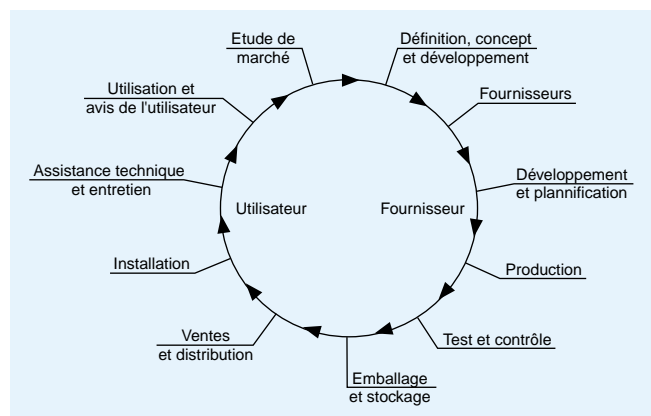 Etude de
marché
Définition, concept
et développement
Utilisation et
avis de l'utilisateur
Fournisseurs
Assistance technique
et entretien
Développement
et plannification
Utilisateur
Fournisseur
Installation
Production
Ventes
et distribution
Test et contrôle
Emballage
et stockage